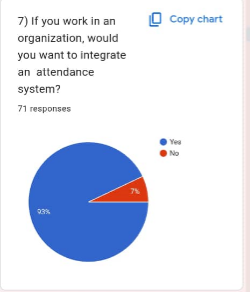 7) If you work in an
Copy chart
organization, would
you want to integrate
an attendance
system?
71 responses
Yes
No
7%
93%